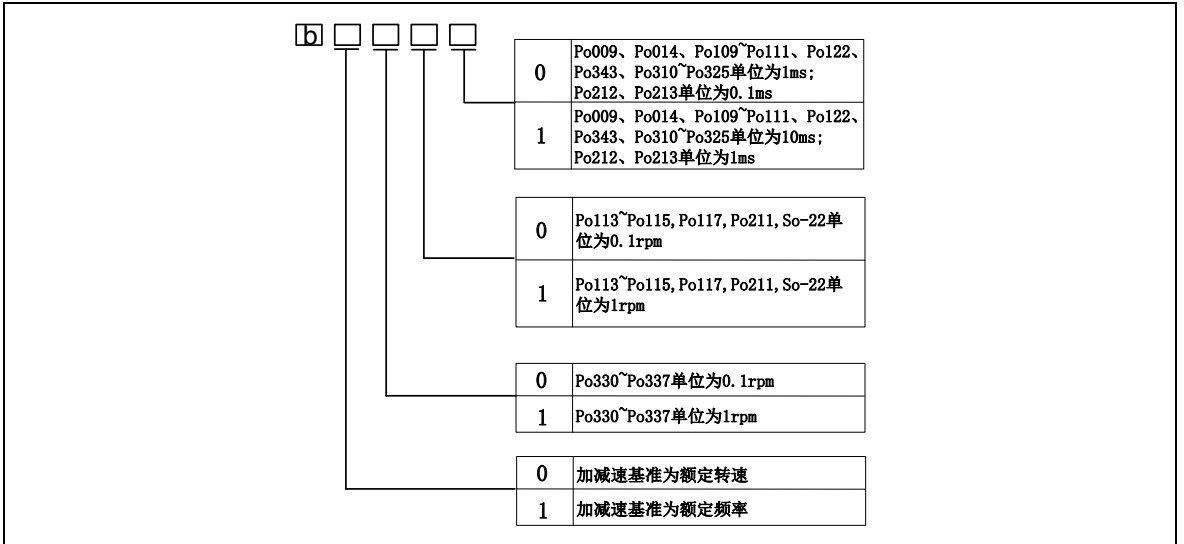 b
0
Po009、Po014、Po109~Po111、Po122、
Po343、Po310~Po325单位为1ms;
Po212、Po213单位为0.1ms
1
Po009、Po014、Po109~Po111、Po122、
Po343、Po310~Po325单位为10ms;
Po212、Po213单位为1ms
0
Po113~Po115,Po117,Po211,So-22单
位为0.1rpm
1
Po113~Po115,Po117,Po211,So-22单
位为1rpm
0
Po330~Po337单位为0.1rpm
1
Po330~Po337单位为1rpm
0
加减速基准为额定转速
1
加减速基准为额定频率